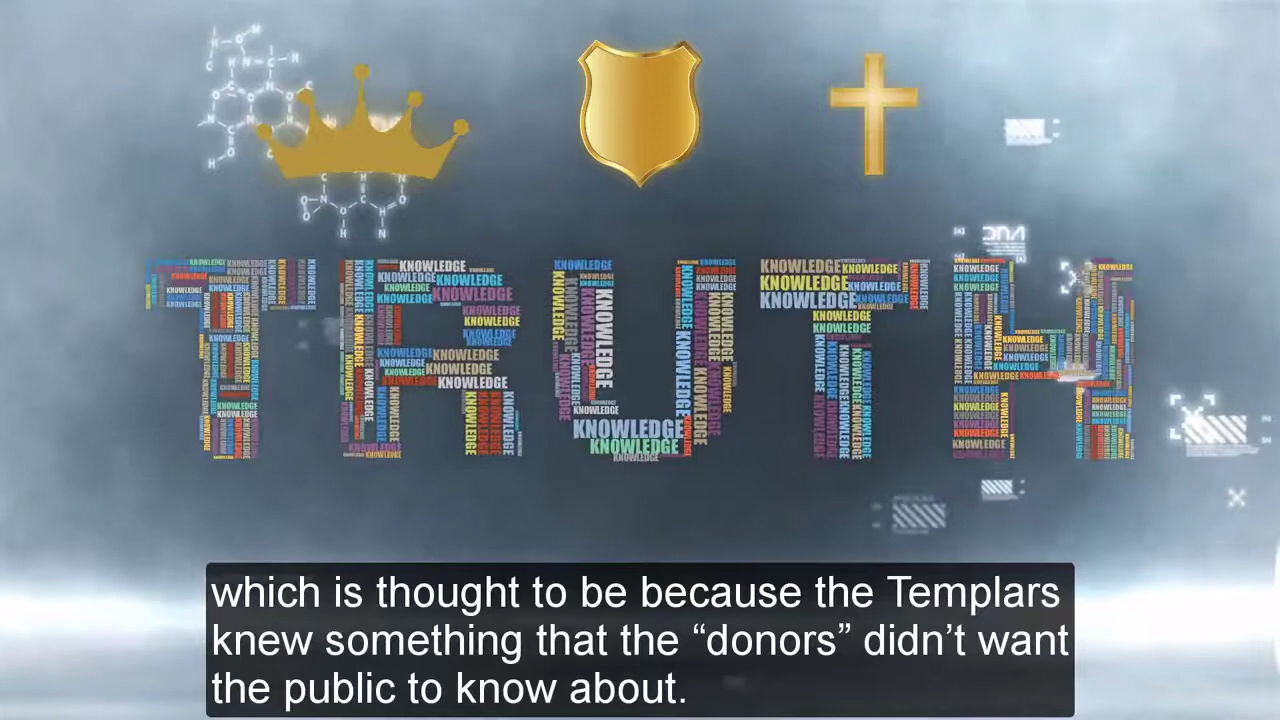 TRUTH
KNOWLEDGE
which is thought to be because the Templars
knew something that the “donors” didn’t want
the public to know about.